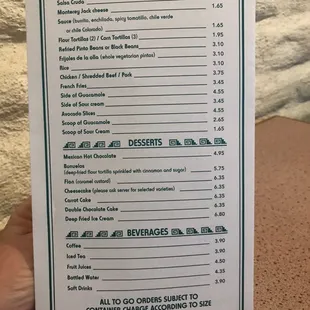 Salsa Cruda
Monterey Jack cheese 1.65
Sauce (burrito, enchilada, spicy tomatillo, chile verde
or chile Colorado) 1.65
Flour Tortillas (2) / Corn Tortillas (3) 1.95
Refried Pinto Beans or Black Beans 3.10
Frijoles de la olla (whole vegetarian pintos) 3.10
Rice 3.10
Chicken / Shredded Beef / Pork 3.75
French Fries 3.45
Side of Guacamole 4.55
Side of Sour cream 3.45
Avocado Slices 4.55
Scoop of Guacamole 2.65
Scoop of Sour Cream 1.65
DESSERTS
Mexican Hot Chocolate 4.95
Bunuelos
(deep-fried flour tortilla sprinkled with cinnamon and sugar) 5.75
Flan (caramel custard) 6.35
Cheesecake (please ask server for selected varieties) 6.35
Carrot Cake 6.35
Double Chocolate Cake 6.35
Deep Fried Ice Cream 6.80
BEVERAGES
Coffee 3.90
Iced Tea 3.90
Fruit Juices 4.50
Bottled Water 4.35
Soft Drinks 3.90
ALL TO GO ORDERS SUBJECT TO
CONTAINER CHARGE ACCORDING TO SIZE